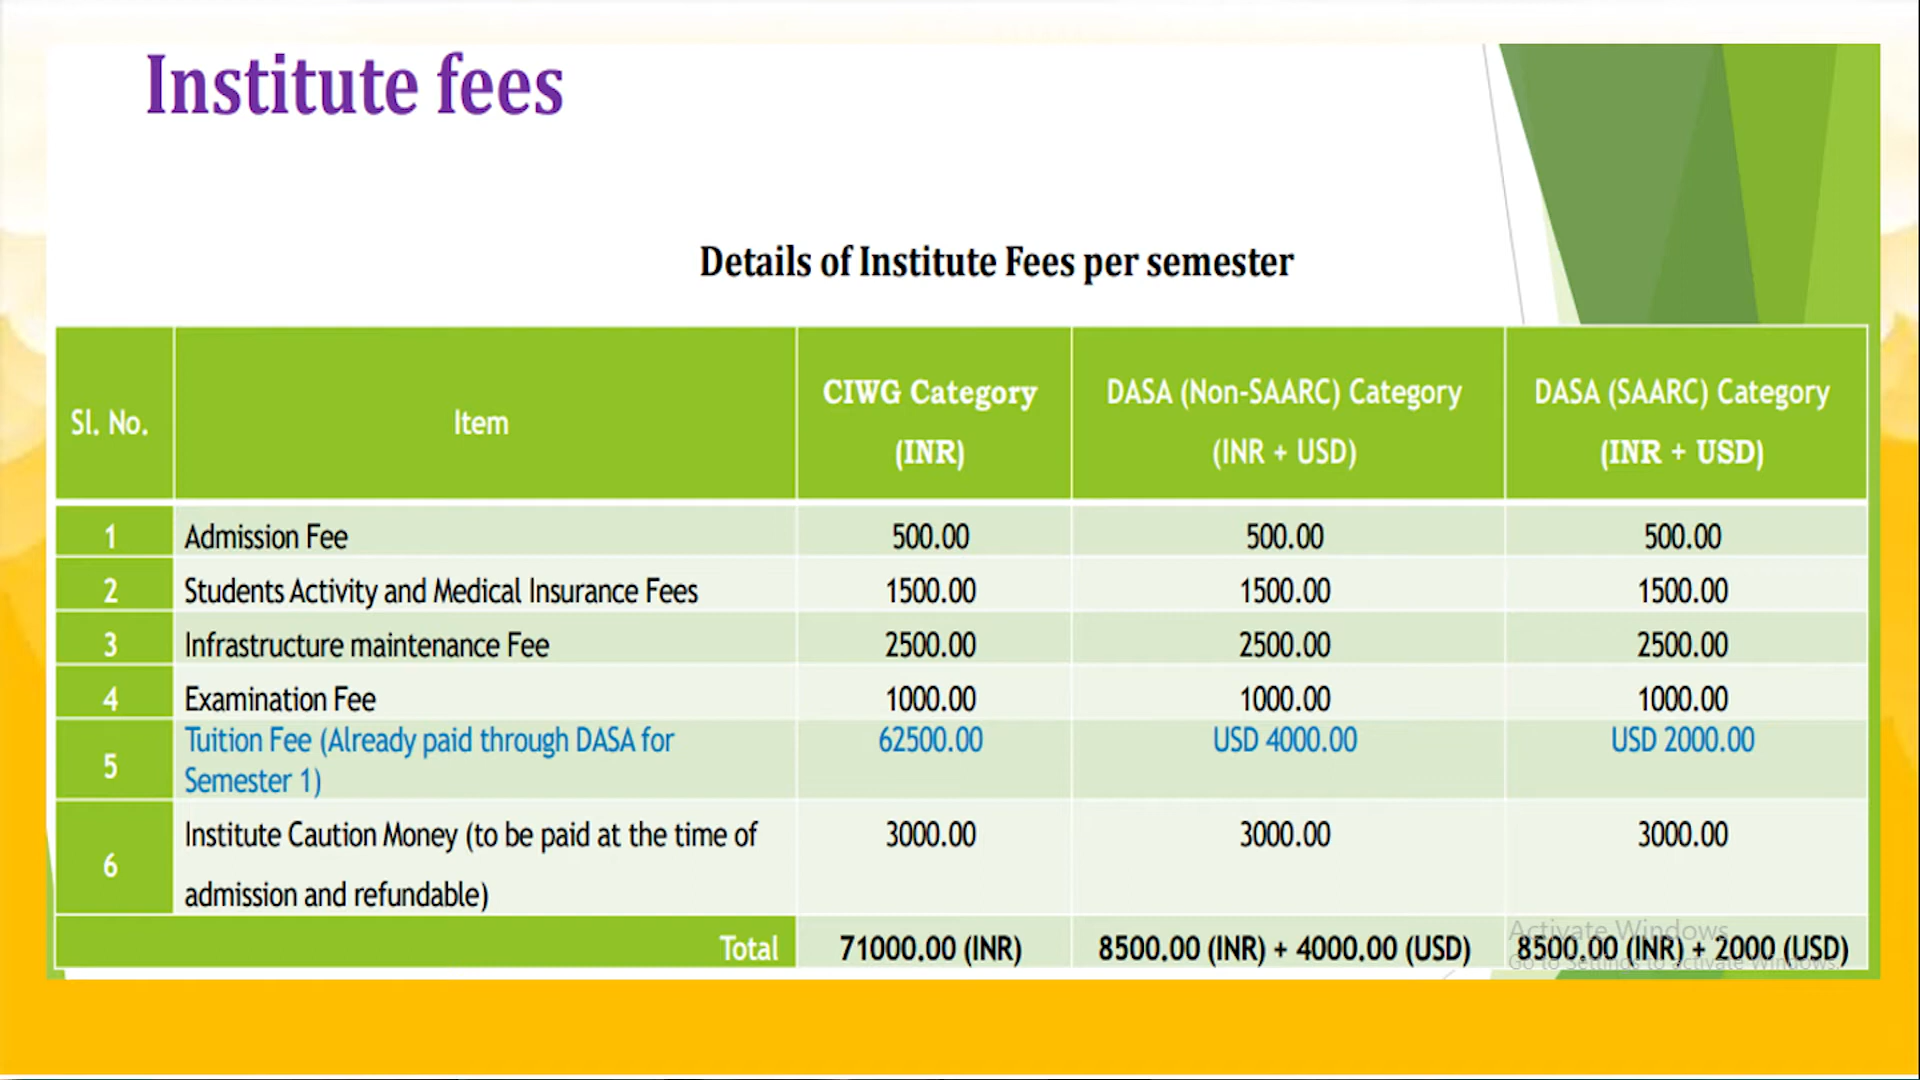 Institute fees
Details of Institute Fees per semester
Sl. No. Item CIWG Category (INR) DASA (Non-SAARC) Category (INR + USD) DASA (SAARC) Category (INR + USD)
1 Admission Fee 500.00 500.00 500.00
2 Students Activity and Medical Insurance Fees 1500.00 1500.00 1500.00
3 Infrastructure maintenance Fee 2500.00 2500.00 2500.00
4 Examination Fee 1000.00 1000.00 1000.00
5 Tuition Fee (Already paid through DASA for Semester 1) 62500.00 USD 4000.00 USD 2000.00
6 Institute Caution Money (to be paid at the time of admission and refundable) 3000.00 3000.00 3000.00
Total 71000.00 (INR) 8500.00 (INR) + 4000.00 (USD) 8500.00 (INR) + 2000 (USD)
Activate Windows
Go to Settings to activate Windows.